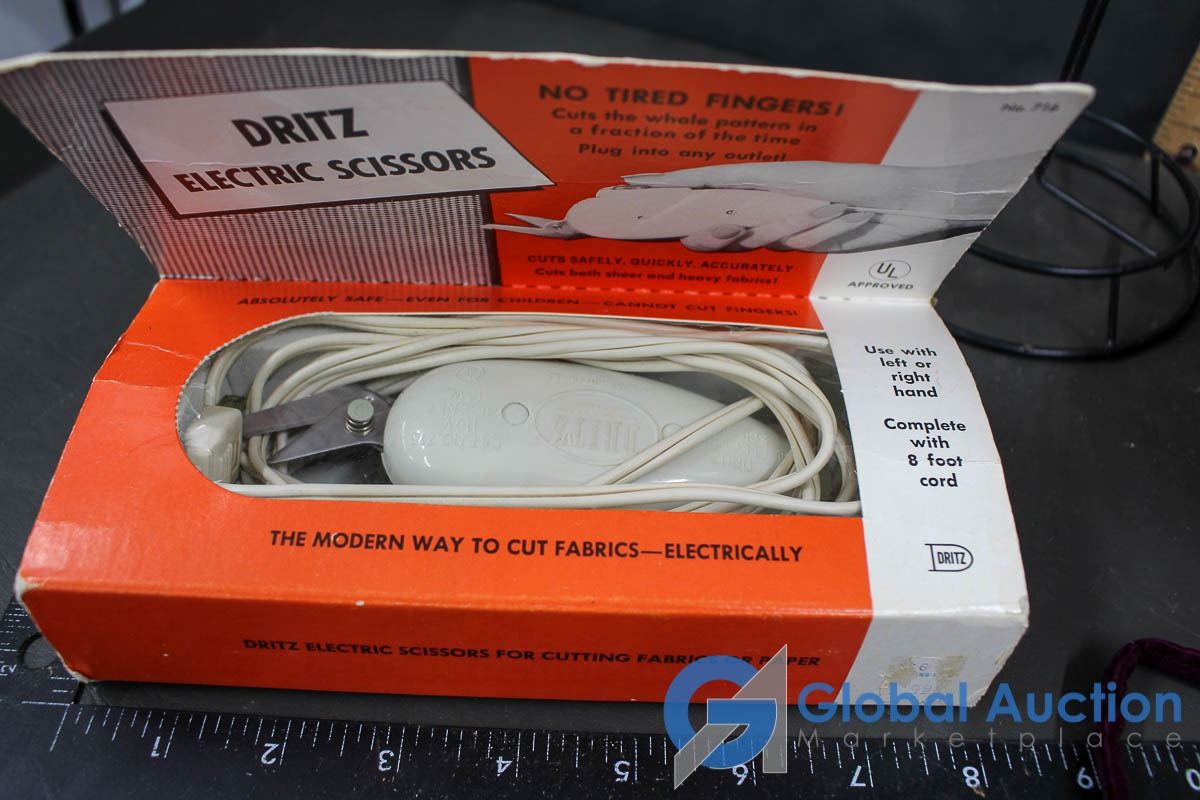 DRITZ
ELECTRIC SCISSORS
NO TIRED FINGERS!
Cuts the whole pattern in
a fraction of the time
Plug into any outlet!
CUTS SAFELY, QUICKLY, ACCURATELY
Cuts both sheer and heavy fabrics!
UL
APPROVED
ABSOLUTELY SAFE—EVEN FOR CHILDREN—CANNOT CUT FINGERS!
Use with
left or
right
hand
Complete
with
8 foot
cord
DRITZ
DRITZ
THE MODERN WAY TO CUT FABRICS—ELECTRICALLY
DRITZ ELECTRIC SCISSORS FOR CUTTING FABRICS OR PAPER
Global Auction
Marketplace
1 2 3 4 5 6 7 8 9 10